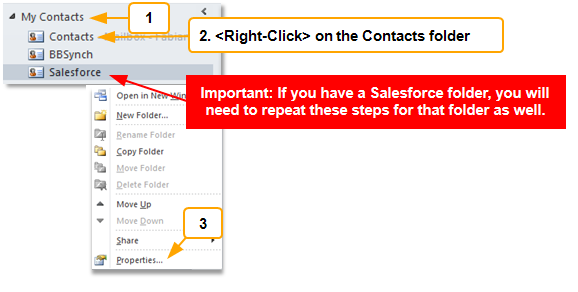 My Contacts
1
Contacts
2. <Right-Click> on the Contacts folder
BBSynch
Salesforce
Important: If you have a Salesforce folder, you will
need to repeat these steps for that folder as well.
Open in New Win
New Folder...
Rename Folder
Copy Folder
Move Folder
Delete Folder
Move Up
Move Down
3
Share
Properties...